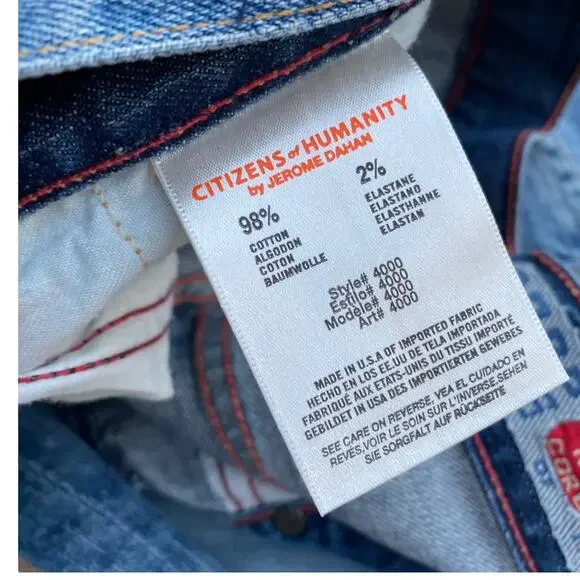 CITIZENS of HUMANITY
by JEROME DAHAN
98%
COTTON
ALGODON
COTON
BAUMWOLLE
2%
ELASTANE
ELASTANO
ELASTHANNE
ELASTAN
Style# 4000
Estilo# 4000
Modele# 4000
Art# 4000
MADE IN U.S.A OF IMPORTED FABRIC
HECHO EN LOS EE.UU DE TELA IMPORTADA
FABRIQUÉ AUX ETATS-UNIS DU TISSU IMPORTÉ
GEBILDET IN USA DES IMPORTIERTEN GEWEBES
SEE CARE ON REVERSE, VEA EL CUIDADO EN
REVÉS,VOIR LE SOIN SUR L'INVERSE,SEHEN
SIE SORGFALT AUF RÜCKSEITE